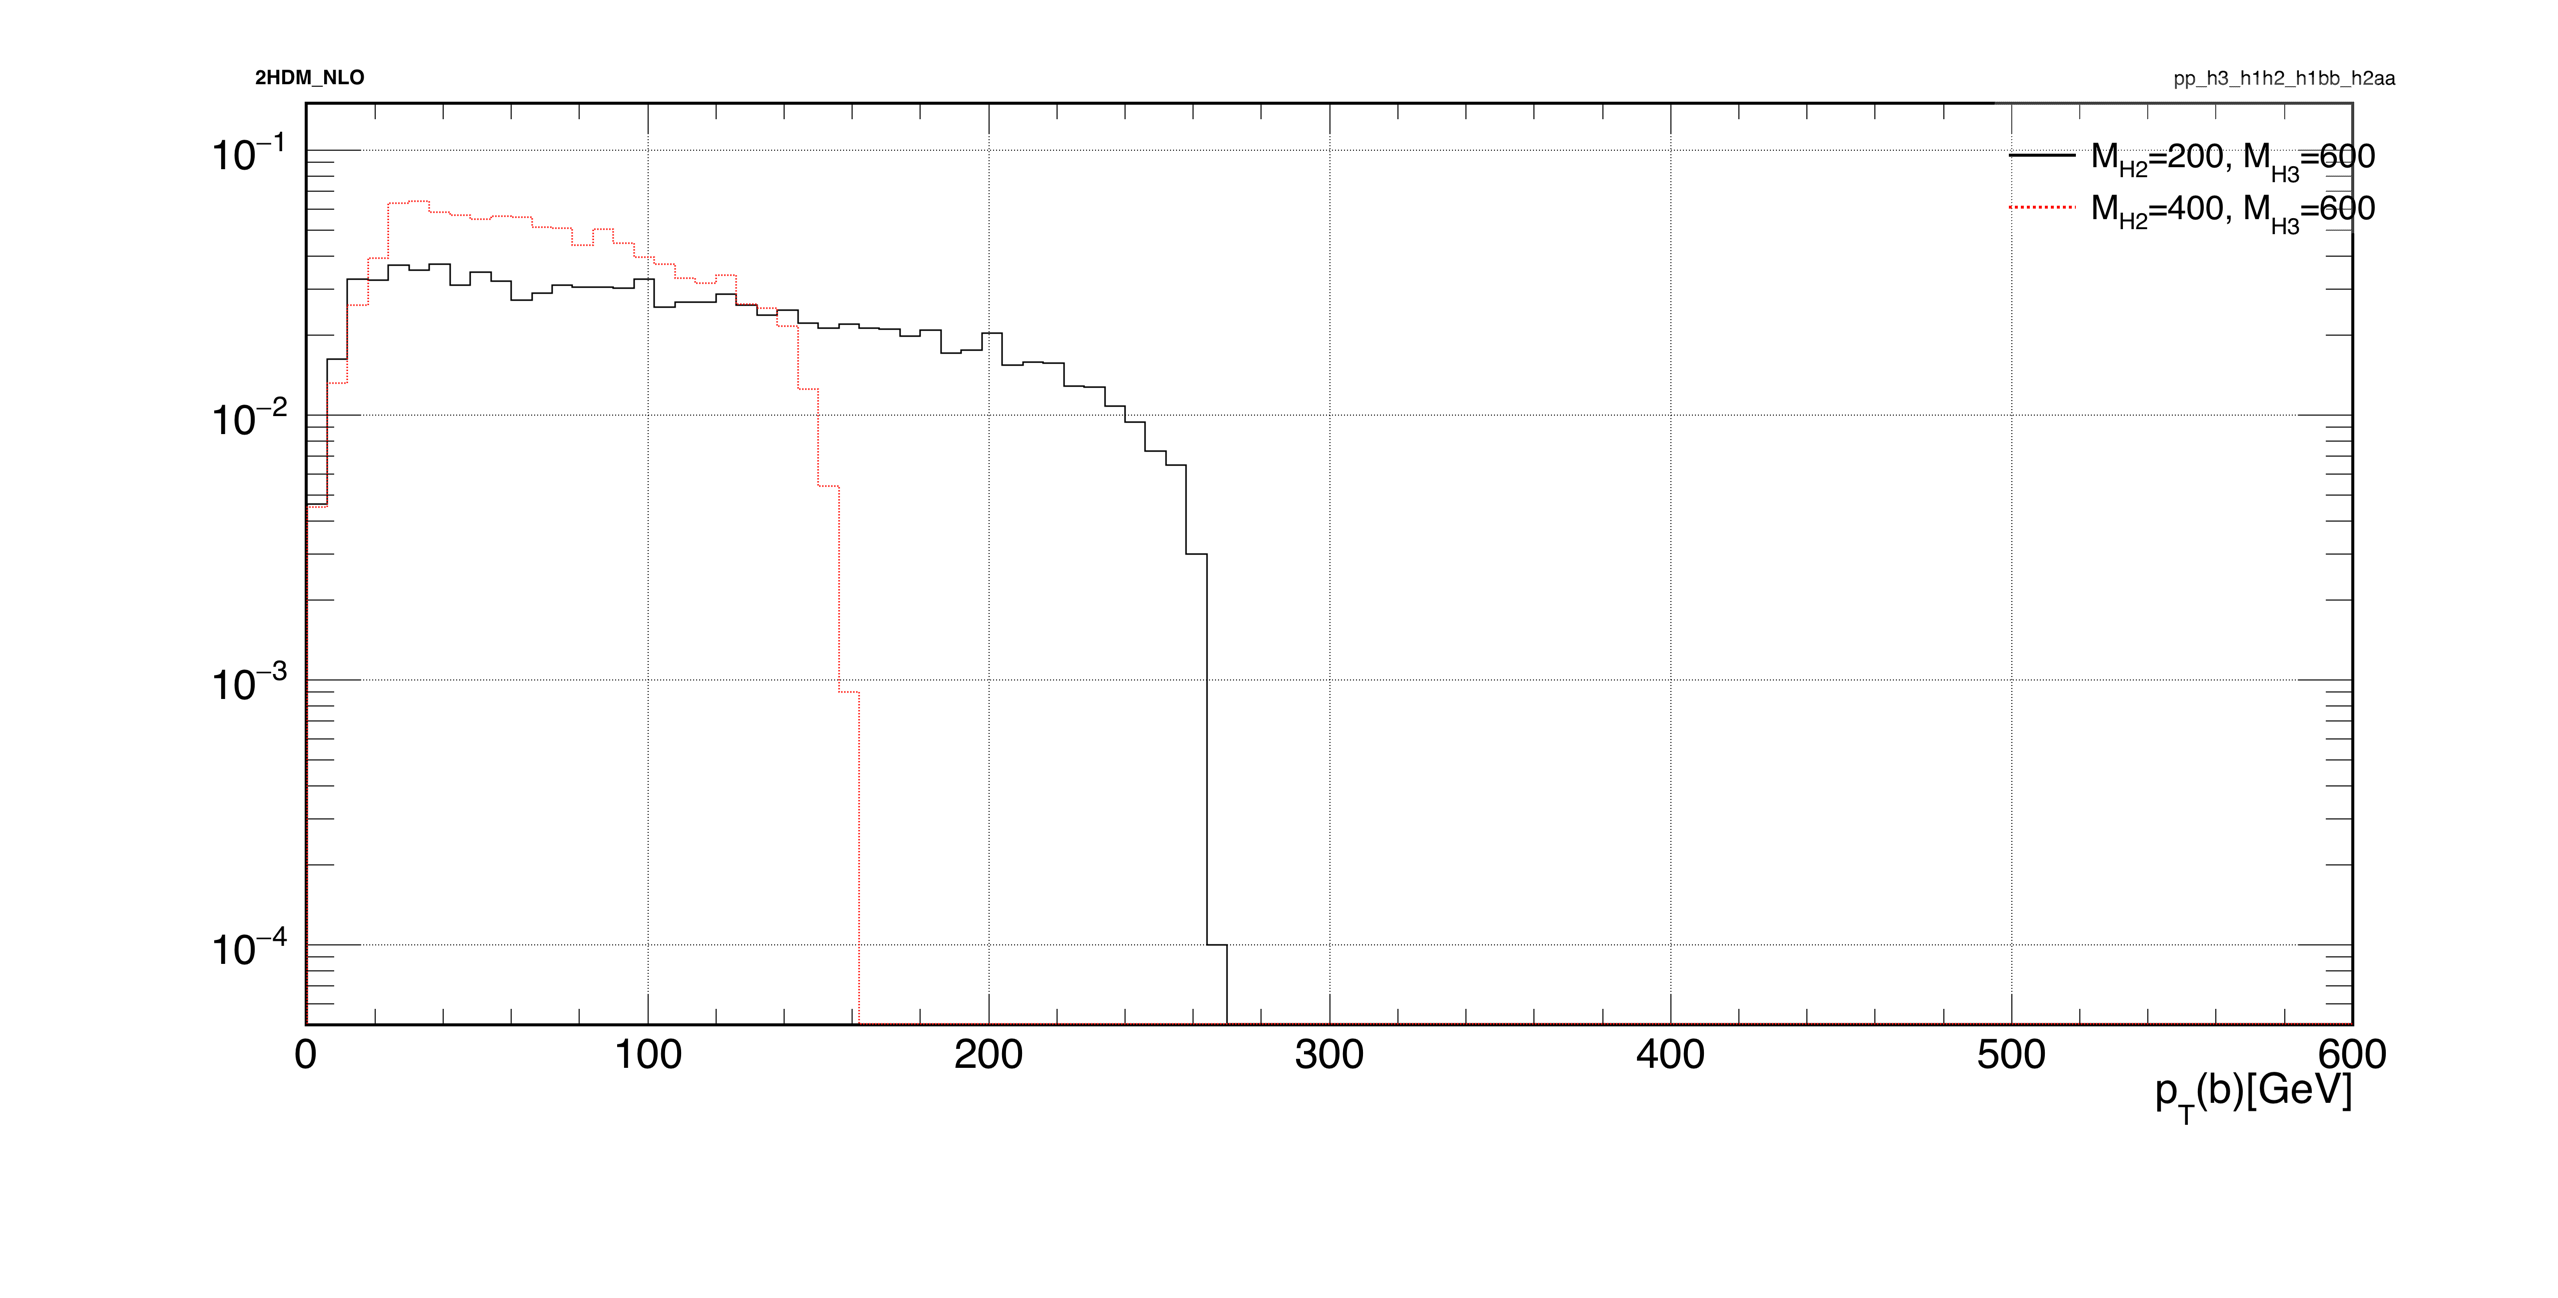 2HDM_NLO
pp_h3_h1h2_h1bb_h2aa
M_H2=200, M_H3=600
M_H2=400, M_H3=600
10^−1
10^−2
10^−3
10^−4
0 100 200 300 400 500 600
p_T(b)[GeV]